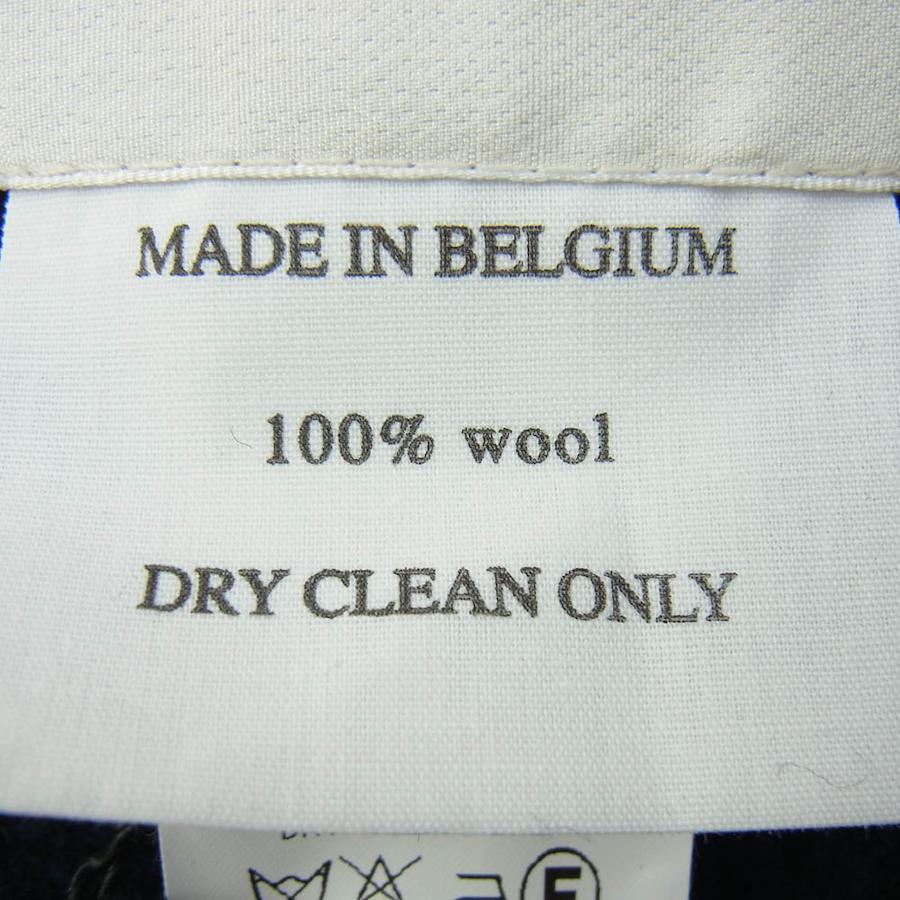 MADE IN BELGIUM
100% wool
DRY CLEAN ONLY
F